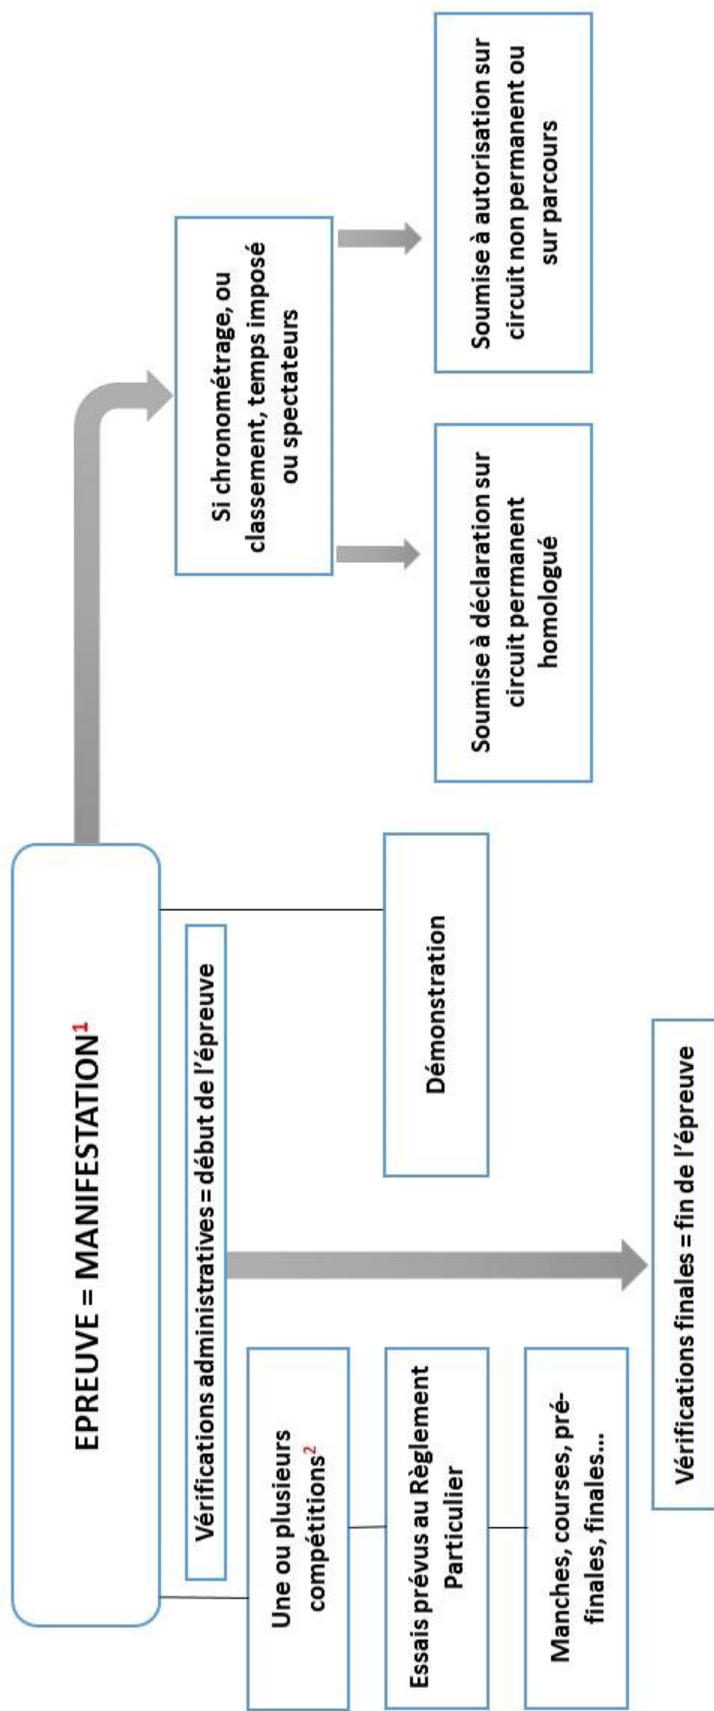 EPREUVE = MANIFESTATION¹
Vérifications administratives = début de l'épreuve
Une ou plusieurs
compétitions²
Essais prévus au Règlement
Particulier
Manches, courses, pré-
finales, finales...
Démonstration
Vérifications finales = fin de l'épreuve
Si chronométrage, ou
classement, temps imposé
ou spectateurs
Soumise à déclaration sur
circuit permanent
homologué
Soumise à autorisation sur
circuit non permanent ou
sur parcours